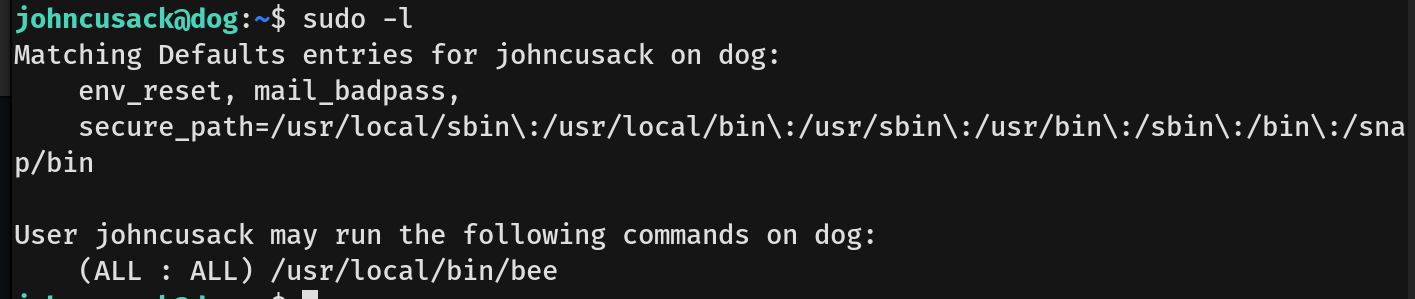 johncusack@dog:~$ sudo -l
Matching Defaults entries for johncusack on dog:
    env_reset, mail_badpass,
    secure_path=/usr/local/sbin\:/usr/local/bin\:/usr/sbin\:/usr/bin\:/sbin\:/bin\:/sna
p/bin

User johncusack may run the following commands on dog:
    (ALL : ALL) /usr/local/bin/bee